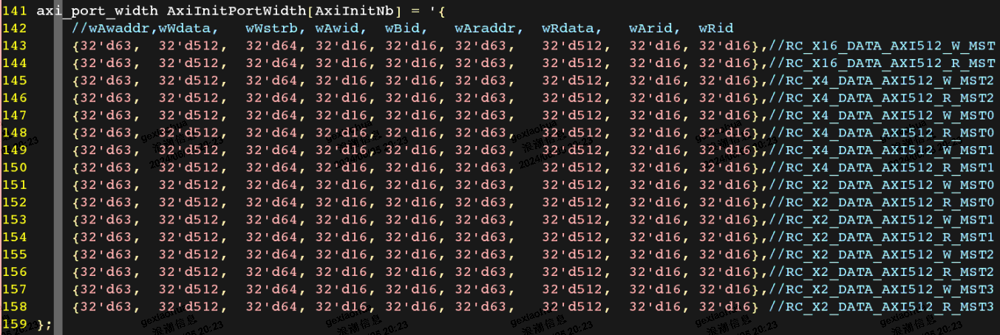 141 axi_port_width AxiInitPortWidth[AxiInitNb] = '{
142 //wAwaddr,wWdata, wWstrb, wAwid, wBid, wAraddr, wRdata, wArid, wRid
143 {32'd63, 32'd512, 32'd64, 32'd16, 32'd16, 32'd63, 32'd512, 32'd16, 32'd16},//RC_X16_DATA_AXI512_W_MST
144 {32'd63, 32'd512, 32'd64, 32'd16, 32'd16, 32'd63, 32'd512, 32'd16, 32'd16},//RC_X16_DATA_AXI512_R_MST
145 {32'd63, 32'd512, 32'd64, 32'd16, 32'd16, 32'd63, 32'd512, 32'd16, 32'd16},//RC_X4_DATA_AXI512_W_MST2
146 {32'd63, 32'd512, 32'd64, 32'd16, 32'd16, 32'd63, 32'd512, 32'd16, 32'd16},//RC_X4_DATA_AXI512_R_MST2
147 {32'd63, 32'd512, 32'd64, 32'd16, 32'd16, 32'd63, 32'd512, 32'd16, 32'd16},//RC_X4_DATA_AXI512_W_MST0
148 {32'd63, 32'd512, 32'd64, 32'd16, 32'd16, 32'd63, 32'd512, 32'd16, 32'd16},//RC_X4_DATA_AXI512_R_MST0
149 {32'd63, 32'd512, 32'd64, 32'd16, 32'd16, 32'd63, 32'd512, 32'd16, 32'd16},//RC_X4_DATA_AXI512_W_MST1
150 {32'd63, 32'd512, 32'd64, 32'd16, 32'd16, 32'd63, 32'd512, 32'd16, 32'd16},//RC_X4_DATA_AXI512_R_MST1
151 {32'd63, 32'd512, 32'd64, 32'd16, 32'd16, 32'd63, 32'd512, 32'd16, 32'd16},//RC_X2_DATA_AXI512_W_MST0
152 {32'd63, 32'd512, 32'd64, 32'd16, 32'd16, 32'd63, 32'd512, 32'd16, 32'd16},//RC_X2_DATA_AXI512_R_MST0
153 {32'd63, 32'd512, 32'd64, 32'd16, 32'd16, 32'd63, 32'd512, 32'd16, 32'd16},//RC_X2_DATA_AXI512_W_MST1
154 {32'd63, 32'd512, 32'd64, 32'd16, 32'd16, 32'd63, 32'd512, 32'd16, 32'd16},//RC_X2_DATA_AXI512_R_MST1
155 {32'd63, 32'd512, 32'd64, 32'd16, 32'd16, 32'd63, 32'd512, 32'd16, 32'd16},//RC_X2_DATA_AXI512_W_MST2
156 {32'd63, 32'd512, 32'd64, 32'd16, 32'd16, 32'd63, 32'd512, 32'd16, 32'd16},//RC_X2_DATA_AXI512_R_MST2
157 {32'd63, 32'd512, 32'd64, 32'd16, 32'd16, 32'd63, 32'd512, 32'd16, 32'd16},//RC_X2_DATA_AXI512_W_MST3
158 {32'd63, 32'd512, 32'd64, 32'd16, 32'd16, 32'd63, 32'd512, 32'd16, 32'd16} //RC_X2_DATA_AXI512_R_MST3
159 };